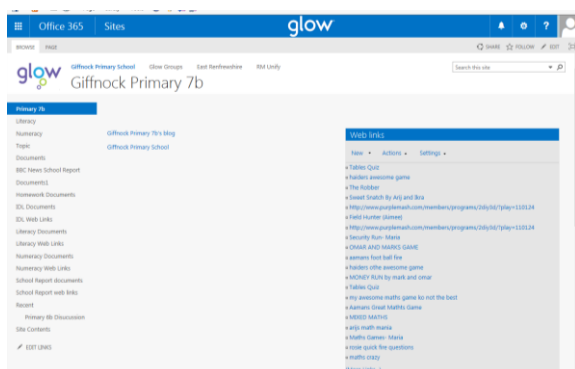 Office 365
Sites
glow
?
BROWSE PAGE
SHARE FOLLOW EDIT
glow
Giffnock Primary School Glow Groups East Renfrewshire RM Unify
Search this site
Giffnock Primary 7b
Primary 7b
Literacy
Numeracy
Topic
Documents
BBC News School Report
Documents1
Homework Documents
IDL Documents
IDL Web Links
Literacy Documents
Literacy Web Links
Numeracy Documents
Numeracy Web Links
School Report documents
School Report web links
Recent
Primary 6b Disucession
Site Contents
EDIT LINKS
Giffnock Primary 7b's blog
Giffnock Primary School
Web links
New Actions Settings
Tables Quiz
haiders awesome game
The Robber
Sweet Snatch By Arij and Ikra
http://www.purplemash.com/members/programs/2diy3d/?play=110124
Field Hunter (Aimee)
http://www.purplemash.com/members/programs/2diy3d/?play=110124
Security Run- Maria
OMAR AND MARKS GAME
aamans foot ball fire
haiders othe awesome game
MONEY RUN by mark and omar
Tables Quiz
my awesome maths game ko not the best
Aamans Great Mathts Game
MIXED MATHS
arijs math mania
Maths Games- Maria
rosie quick fire questions
maths crazy